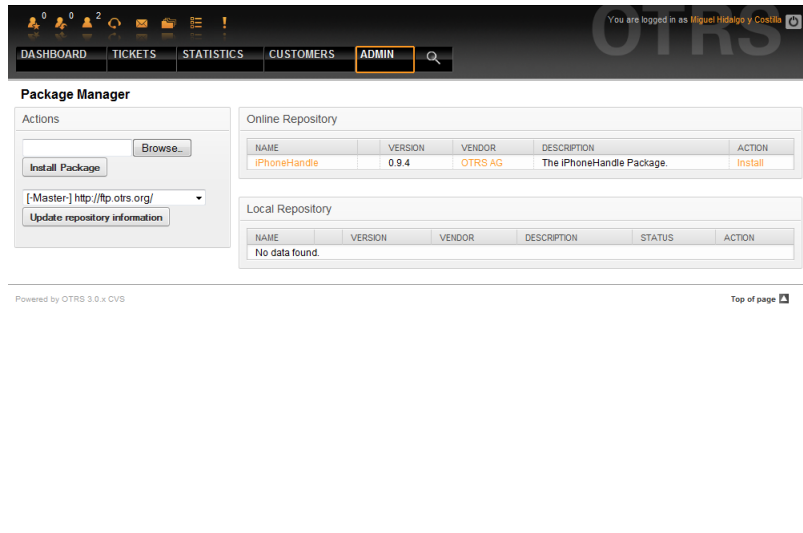 0 0 2
You are logged in as Miguel Hidalgo y Costilla
OTRS
DASHBOARD TICKETS STATISTICS CUSTOMERS ADMIN
Package Manager
Actions
Browse...
Install Package
[-Master-] http://ftp.otrs.org/
Update repository information
Online Repository
NAME VERSION VENDOR DESCRIPTION ACTION
iPhoneHandle 0.9.4 OTRS AG The iPhoneHandle Package. Install
Local Repository
NAME VERSION VENDOR DESCRIPTION STATUS ACTION
No data found.
Powered by OTRS 3.0.x CVS
Top of page